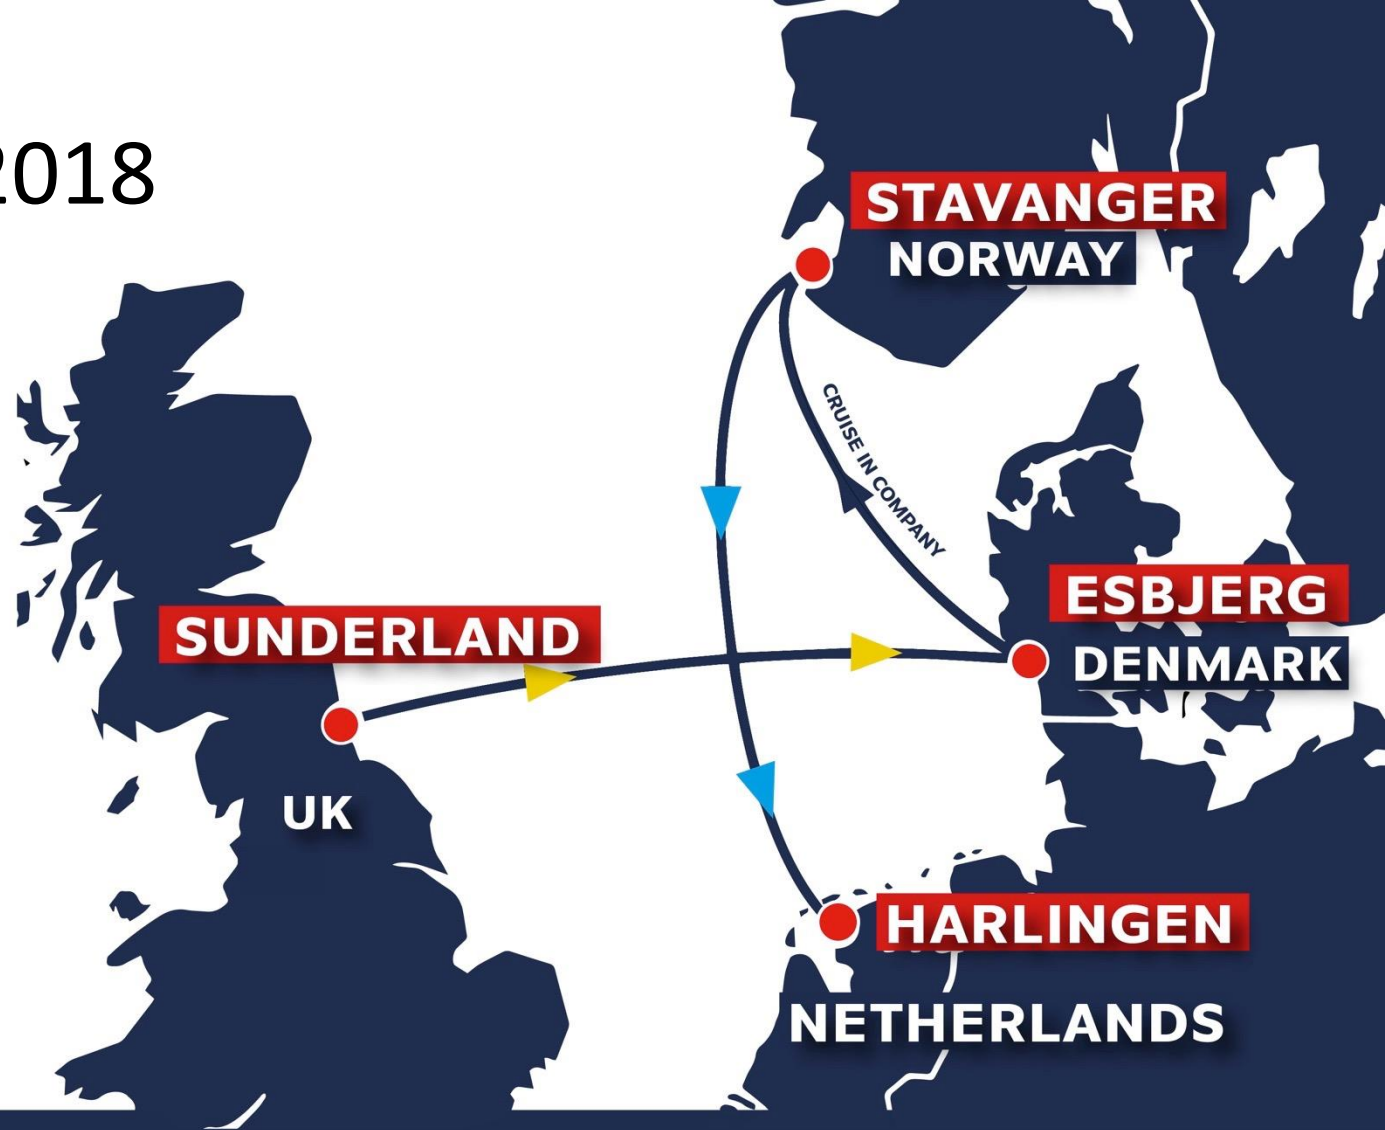 2018
STAVANGER
NORWAY
CRUISE IN COMPANY
ESBJERG
DENMARK
SUNDERLAND
UK
HARLINGEN
NETHERLANDS